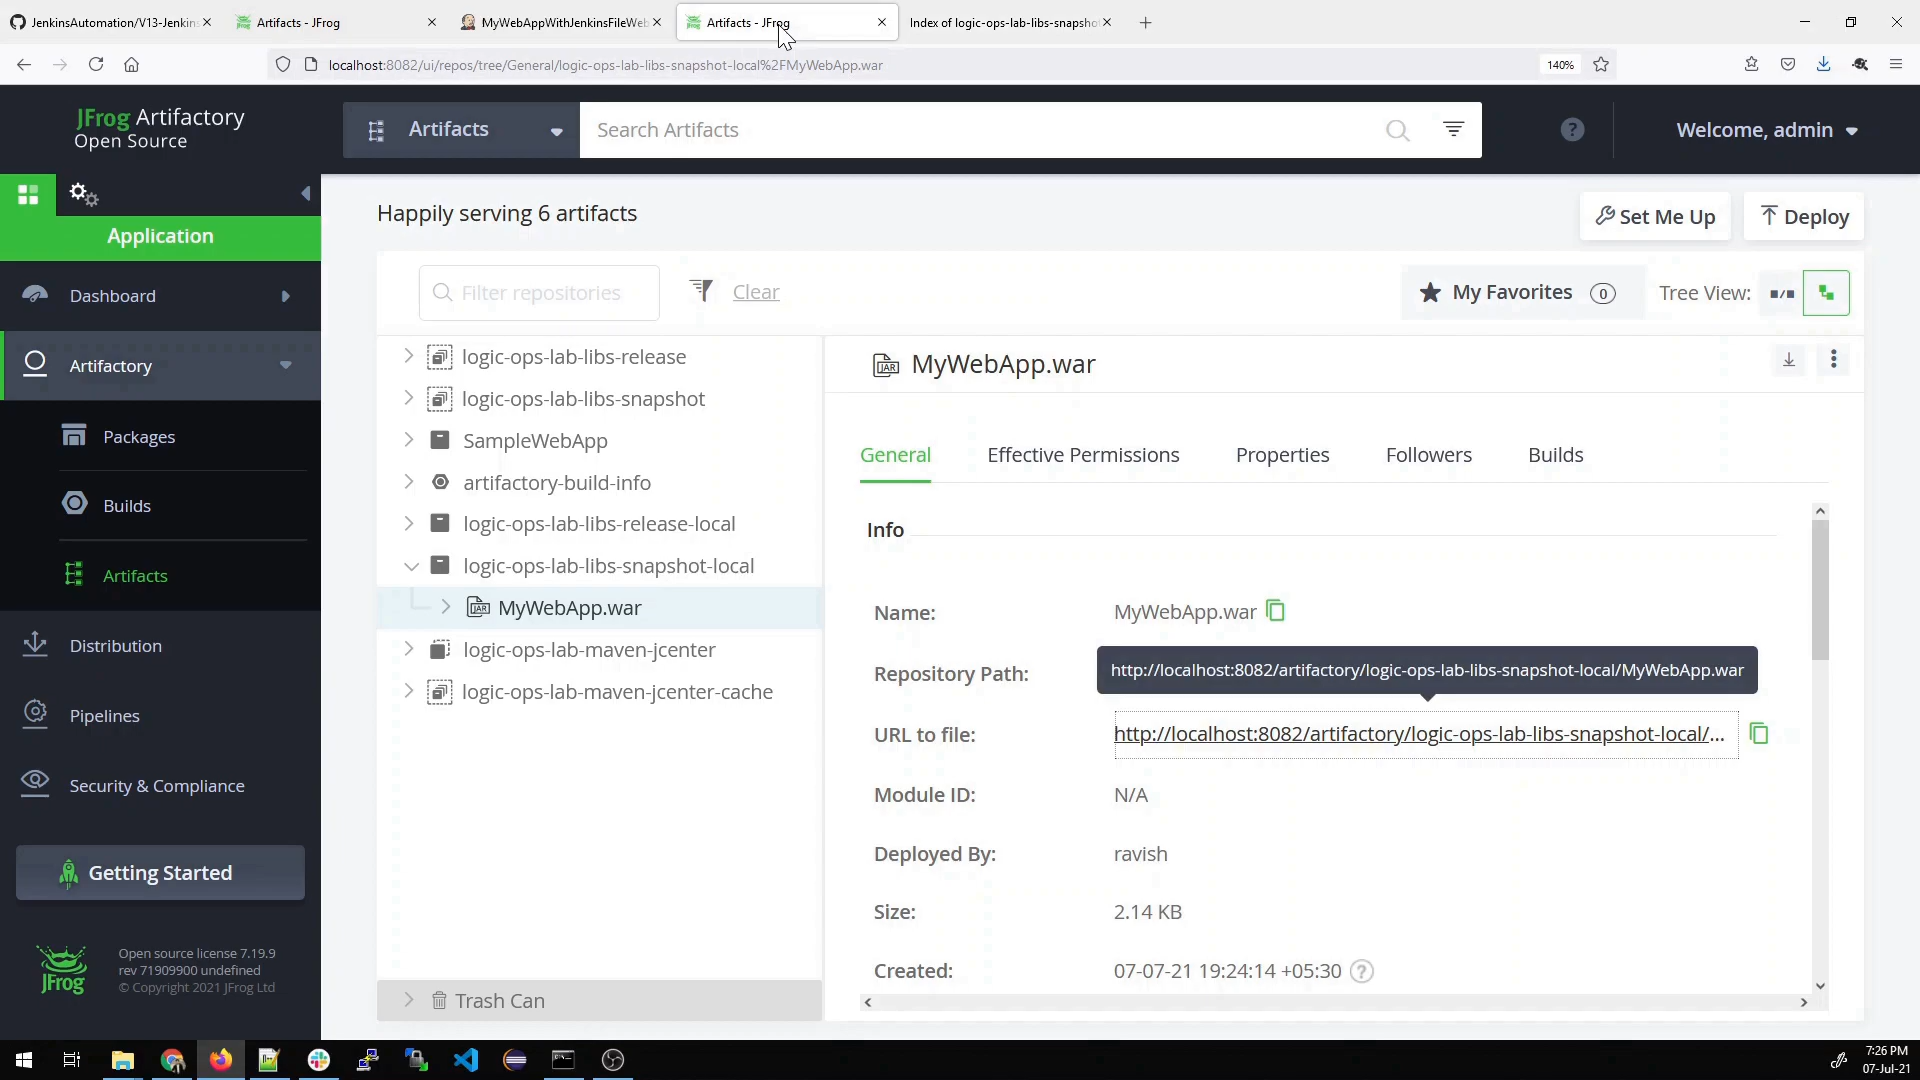 JenkinsAutomation/V13-Jenkins
Artifacts - JFrog
MyWebAppWithJenkinsFileWeb
Artifacts - JFrog
Index of logic-ops-lab-libs-snapshot
localhost:8082/ui/repos/tree/General/logic-ops-lab-libs-snapshot-local%2FMyWebApp.war
140%
JFrog Artifactory
Open Source
Artifacts
Search Artifacts
Welcome, admin
Application
Dashboard
Artifactory
Packages
Builds
Artifacts
Distribution
Pipelines
Security & Compliance
Getting Started
JFrog
Open source license 7.19.9
rev 71909900 undefined
© Copyright 2021 JFrog Ltd
Happily serving 6 artifacts
Set Me Up
Deploy
Filter repositories
Clear
My Favorites 0
Tree View:
logic-ops-lab-libs-release
logic-ops-lab-libs-snapshot
SampleWebApp
artifactory-build-info
logic-ops-lab-libs-release-local
logic-ops-lab-libs-snapshot-local
MyWebApp.war
logic-ops-lab-maven-jcenter
logic-ops-lab-maven-jcenter-cache
Trash Can
MyWebApp.war
General
Effective Permissions
Properties
Followers
Builds
Info
Name:
MyWebApp.war
Repository Path:
http://localhost:8082/artifactory/logic-ops-lab-libs-snapshot-local/MyWebApp.war
URL to file:
http://localhost:8082/artifactory/logic-ops-lab-libs-snapshot-local/...
Module ID:
N/A
Deployed By:
ravish
Size:
2.14 KB
Created:
07-07-21 19:24:14 +05:30
7:26 PM
07-Jul-21